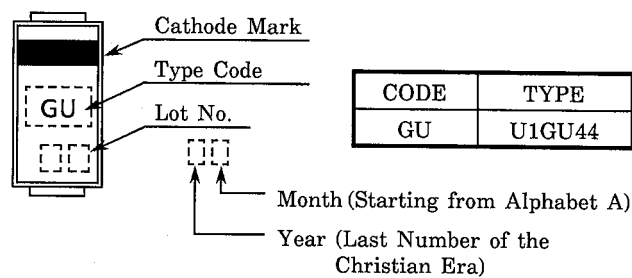 Cathode Mark
Type Code
GU
Lot No.
CODE TYPE
GU U1GU44
Month (Starting from Alphabet A)
Year (Last Number of the
Christian Era)